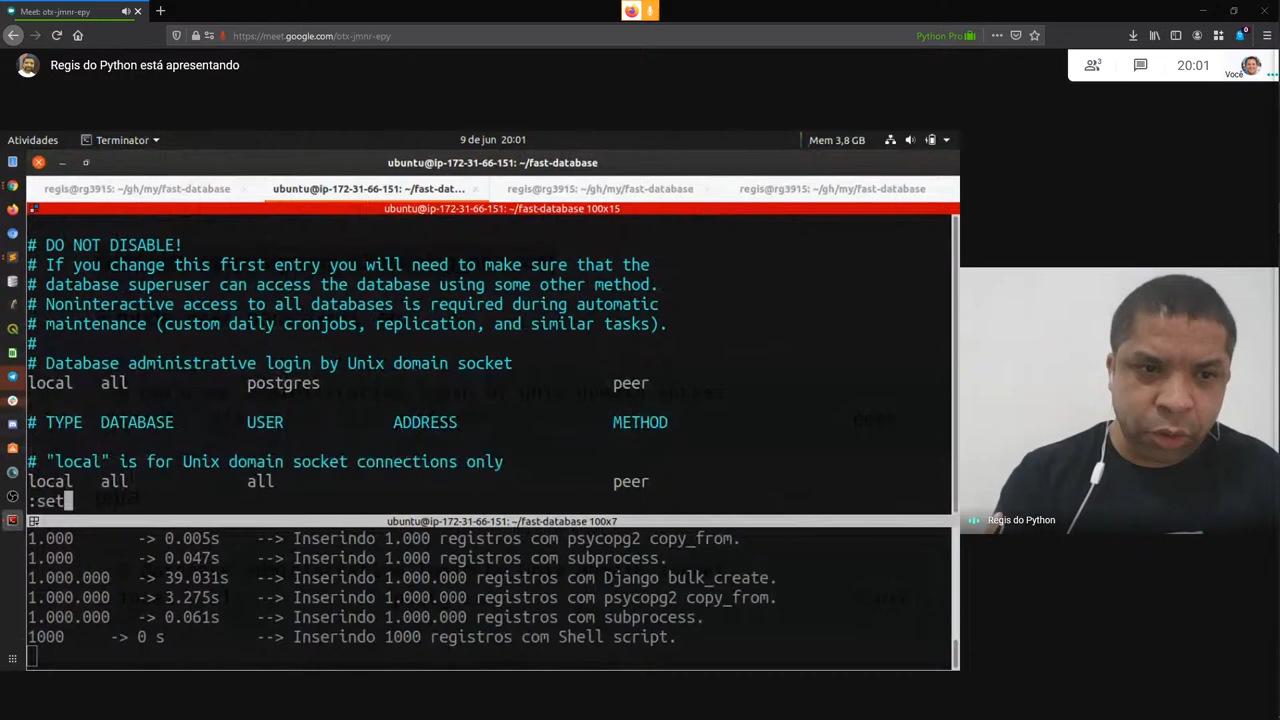 Meet: otx-jmnr-epy
https://meet.google.com/otx-jmnr-epy
Python Pro
Regis do Python está apresentando
3
20:01
Você
Atividades
Terminator
9 de jun 20:01
Mem 3,8 GB
ubuntu@ip-172-31-66-151: ~/fast-database
regis@rg3915: ~/gh/my/fast-database
ubuntu@ip-172-31-66-151: ~/fast-dat...
regis@rg3915: ~/gh/my/fast-database
regis@rg3915: ~/gh/my/fast-database
ubuntu@ip-172-31-66-151: ~/fast-database 100x15
# DO NOT DISABLE!
# If you change this first entry you will need to make sure that the
# database superuser can access the database using some other method.
# Noninteractive access to all databases is required during automatic
# maintenance (custom daily cronjobs, replication, and similar tasks).
#
# Database administrative login by Unix domain socket
local all postgres peer
# TYPE DATABASE USER ADDRESS METHOD
# "local" is for Unix domain socket connections only
local all all peer
:set
ubuntu@ip-172-31-66-151: ~/fast-database 100x7
1.000 -> 0.005s --> Inserindo 1.000 registros com psycopg2 copy_from.
1.000 -> 0.047s --> Inserindo 1.000 registros com subprocess.
1.000.000 -> 39.031s --> Inserindo 1.000.000 registros com Django bulk_create.
1.000.000 -> 3.275s --> Inserindo 1.000.000 registros com psycopg2 copy_from.
1.000.000 -> 0.061s --> Inserindo 1.000.000 registros com subprocess.
1000 -> 0 s --> Inserindo 1000 registros com Shell script.
Regis do Python